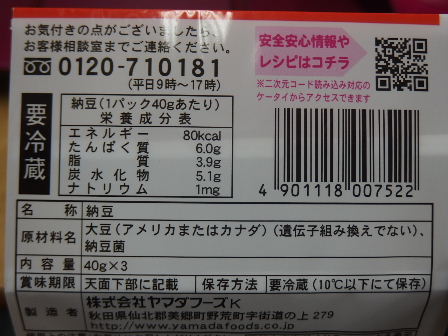 お気付きの点がございましたら、
お客様相談室までご連絡ください。
0120-710181
(平日9時〜17時)
安全安心情報や
レシピはコチラ
※二次元コード読み込み対応の
ケータイからアクセスできます
要冷蔵
納豆(1パック40gあたり)
栄養成分表
エネルギー 80kcal
たんぱく質 6.0g
脂質 3.9g
炭水化物 5.1g
ナトリウム 1mg
4 901118 007522
名称 納豆
原材料名 大豆(アメリカまたはカナダ)(遺伝子組み換えでない)、
納豆菌
内容量 40g×3
賞味期限 天面下部に記載 保存方法 要冷蔵(10℃以下にて保存)
製造者 株式会社ヤマダフーズK
秋田県仙北郡美郷町野荒町字街道の上279
http://www.yamadafoods.co.jp